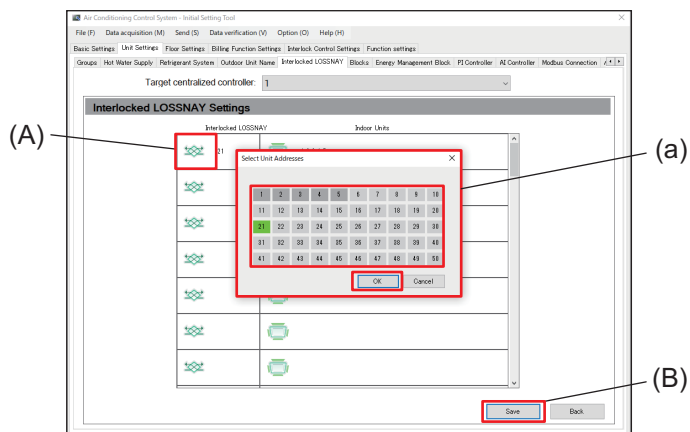 Air Conditioning Control System - Initial Setting Tool
File (F) Data acquisition (M) Send (S) Data verification (V) Option (O) Help (H)
Basic Settings Unit Settings Floor Settings Billing Function Settings Interlock Control Settings Function settings
Groups Hot Water Supply Refrigerant System Outdoor Unit Name Interlocked LOSSNAY Blocks Energy Management Block PI Controller AI Controller Modbus Connection
Target centralized controller: 1
Interlocked LOSSNAY Settings
Interlocked LOSSNAY Indoor Units
(A)
21
Select Unit Addresses
(a)
1 2 3 4 5 6 7 8 9 10
11 12 13 14 15 16 17 18 19 20
21 22 23 24 25 26 27 28 29 30
31 32 33 34 35 36 37 38 39 40
41 42 43 44 45 46 47 48 49 50
OK Cancel
(B)
Save Back